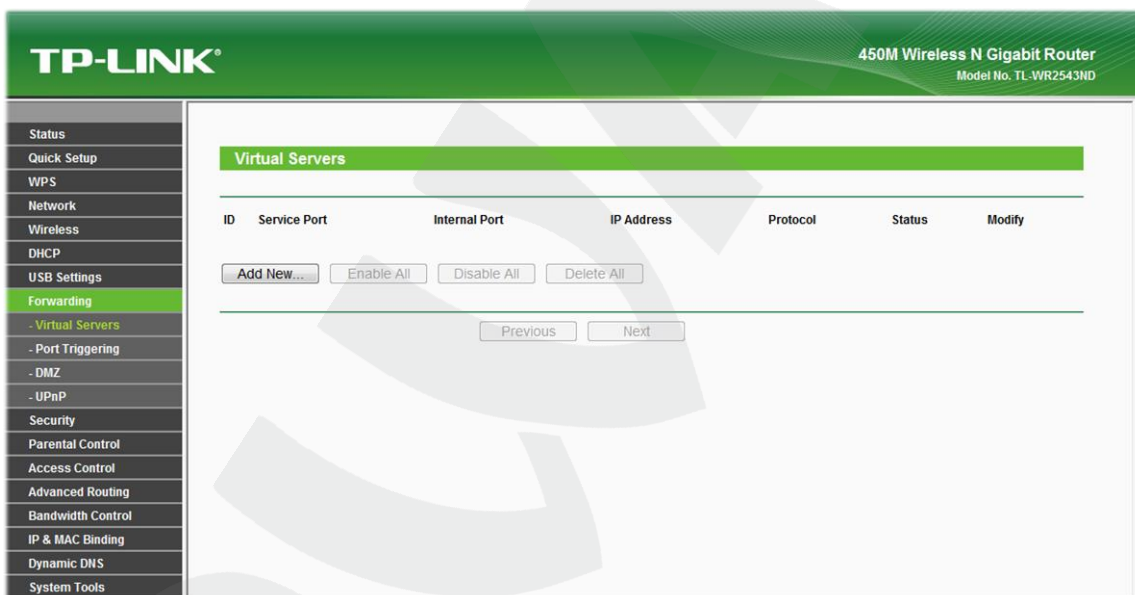 TP-LINK®
450M Wireless N Gigabit Router
Model No. TL-WR2543ND
Status
Quick Setup
WPS
Network
Wireless
DHCP
USB Settings
Forwarding
- Virtual Servers
- Port Triggering
- DMZ
- UPnP
Security
Parental Control
Access Control
Advanced Routing
Bandwidth Control
IP & MAC Binding
Dynamic DNS
System Tools
Virtual Servers
ID Service Port Internal Port IP Address Protocol Status Modify
Add New... Enable All Disable All Delete All
Previous Next